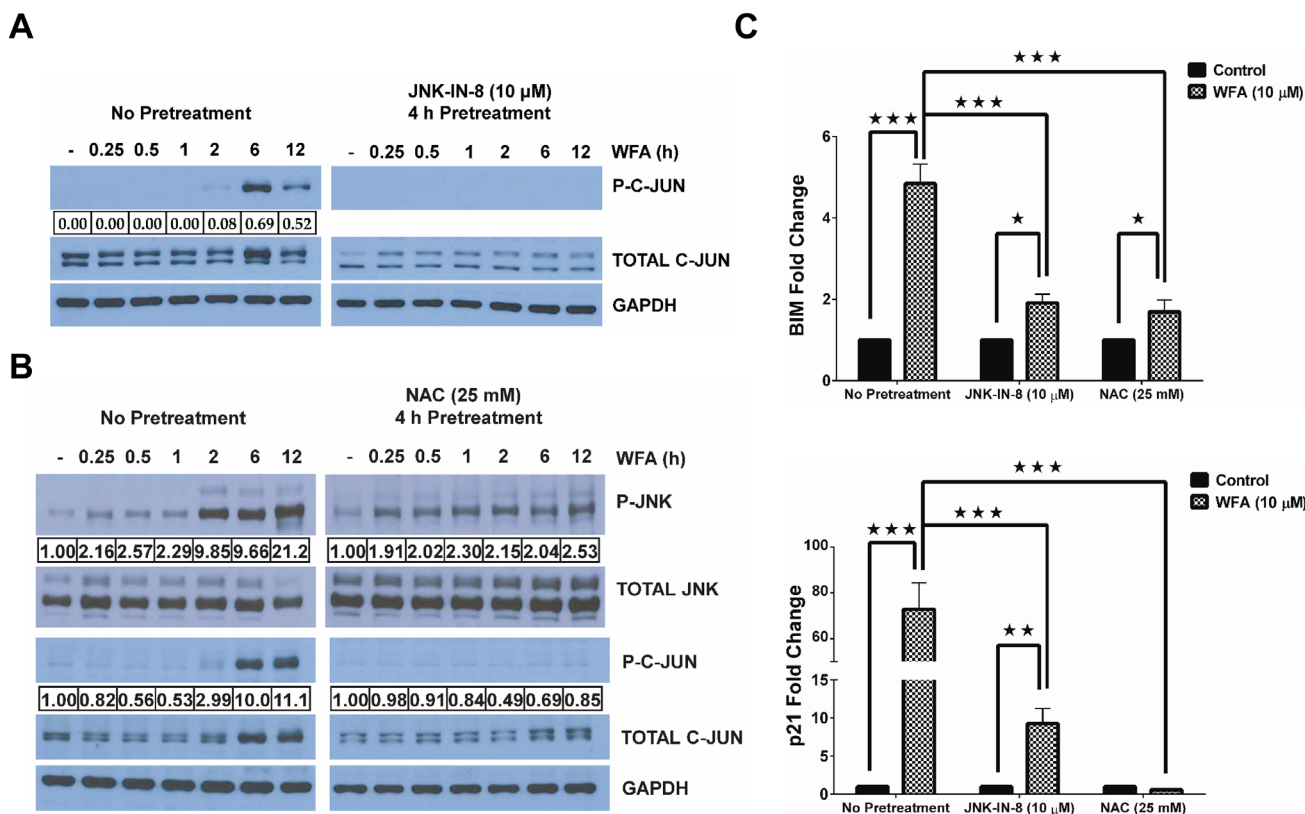 A
No Pretreatment
JNK-IN-8 (10 µM)
4 h Pretreatment
- 0.25 0.5 1 2 6 12 - 0.25 0.5 1 2 6 12 WFA (h)
P-C-JUN
0.00 0.00 0.00 0.00 0.08 0.69 0.52
TOTAL C-JUN
GAPDH
B
No Pretreatment
NAC (25 mM)
4 h Pretreatment
- 0.25 0.5 1 2 6 12 - 0.25 0.5 1 2 6 12 WFA (h)
P-JNK
1.00 2.16 2.57 2.29 9.85 9.66 21.2 1.00 1.91 2.02 2.30 2.15 2.04 2.53
TOTAL JNK
P-C-JUN
1.00 0.82 0.56 0.53 2.99 10.0 11.1 1.00 0.98 0.91 0.84 0.49 0.69 0.85
TOTAL C-JUN
GAPDH
C
★★★
Control
WFA (10 µM)
★★★
★★★
★
★
BIM Fold Change
6
4
2
0
No Pretreatment JNK-IN-8 (10 µM) NAC (25 mM)
★★★
Control
WFA (10 µM)
★★★
★★★
★★
p21 Fold Change
100
80
60
15
10
5
0
No Pretreatment JNK-IN-8 (10 µM) NAC (25 mM)